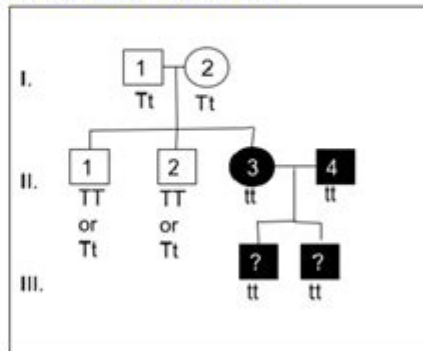 I.
1 2
Tt Tt
II.
1 2 3 4
TT TT tt tt
or or
Tt Tt
? ?
III.
tt tt